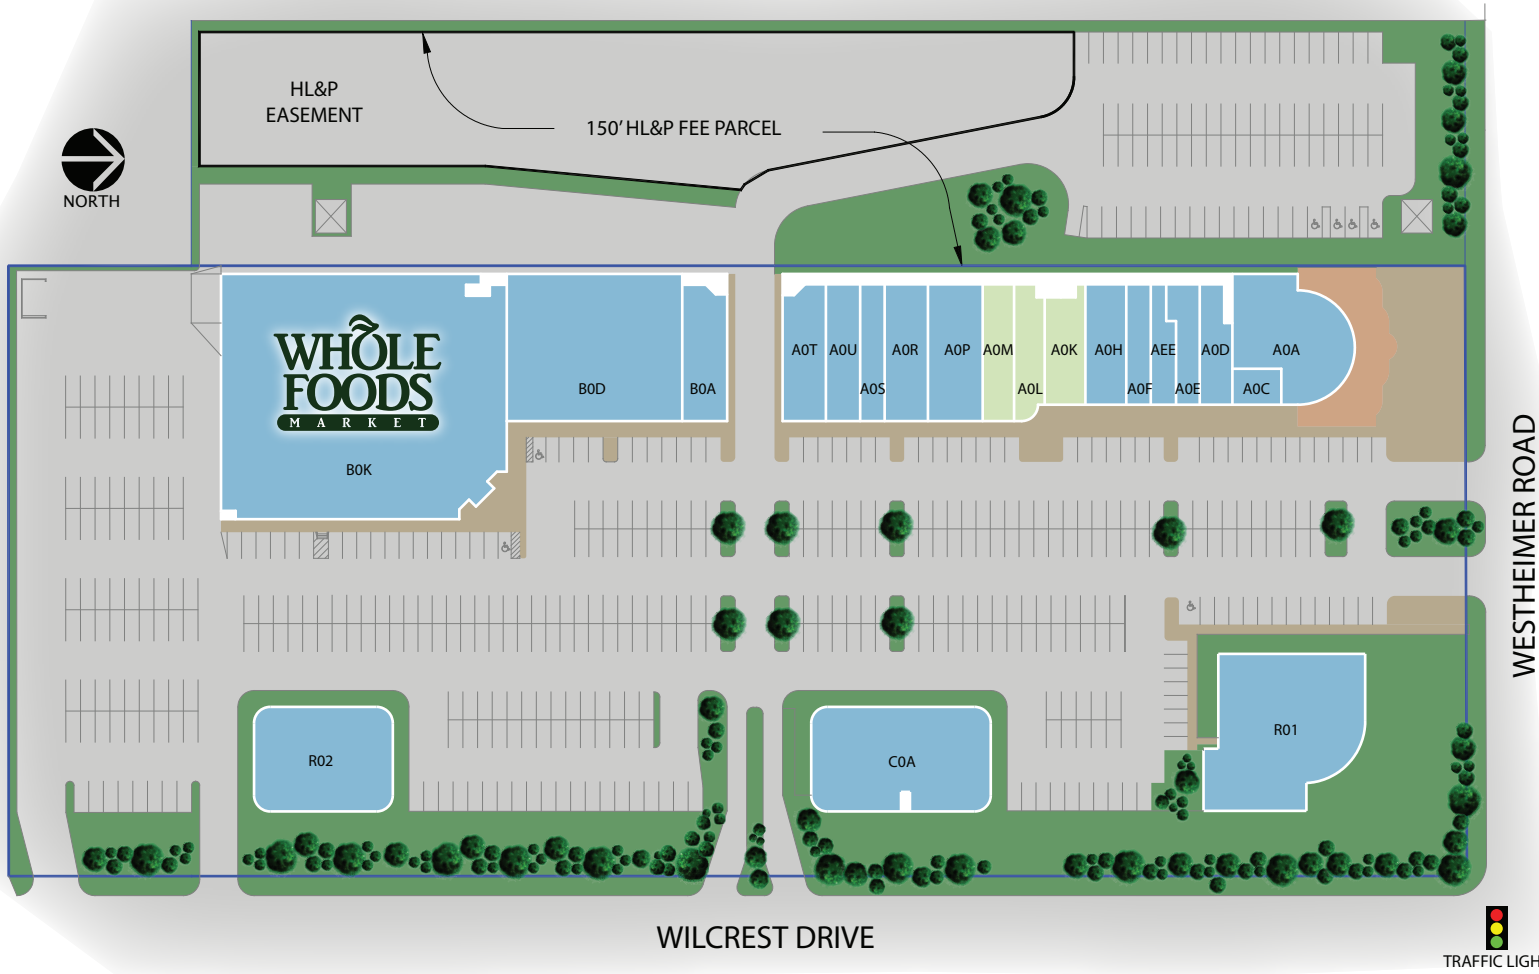 HL&P
EASEMENT
150' HL&P FEE PARCEL
NORTH
WHOLE
FOODS
MARKET
B0K
B0D
B0A
A0T
A0U
A0S
A0R
A0P
A0M
A0L
A0K
A0H
A0F
AEE
A0E
A0D
A0C
A0A
WESTHEIMER ROAD
R02
C0A
R01
WILCREST DRIVE
TRAFFIC LIGH